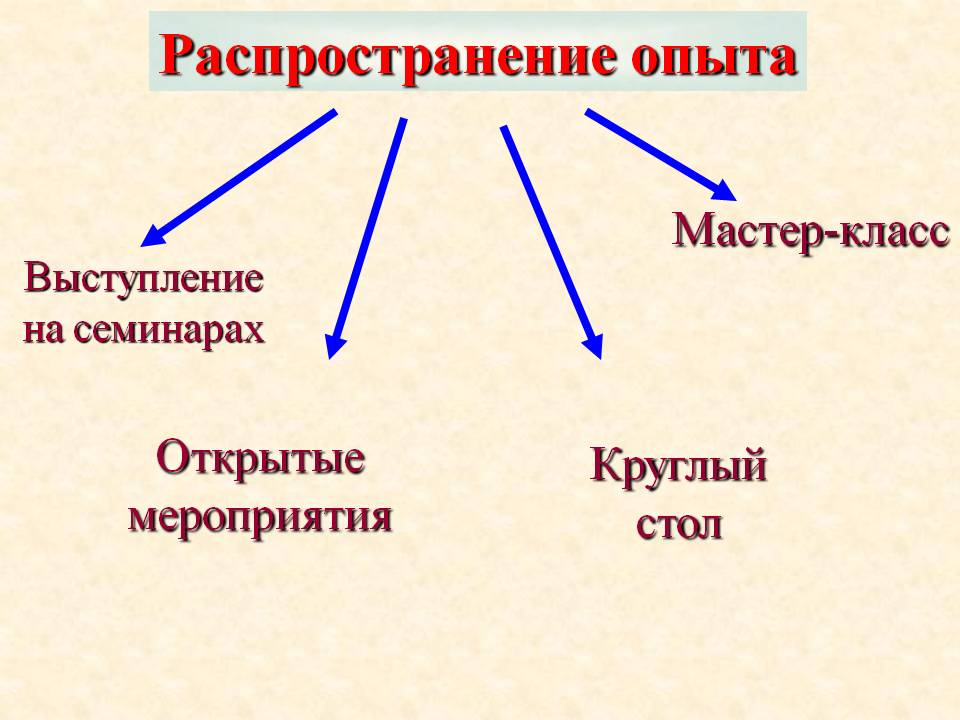 Распространение опыта
Мастер-класс
Выступление
на семинарах
Открытые
мероприятия
Круглый
стол